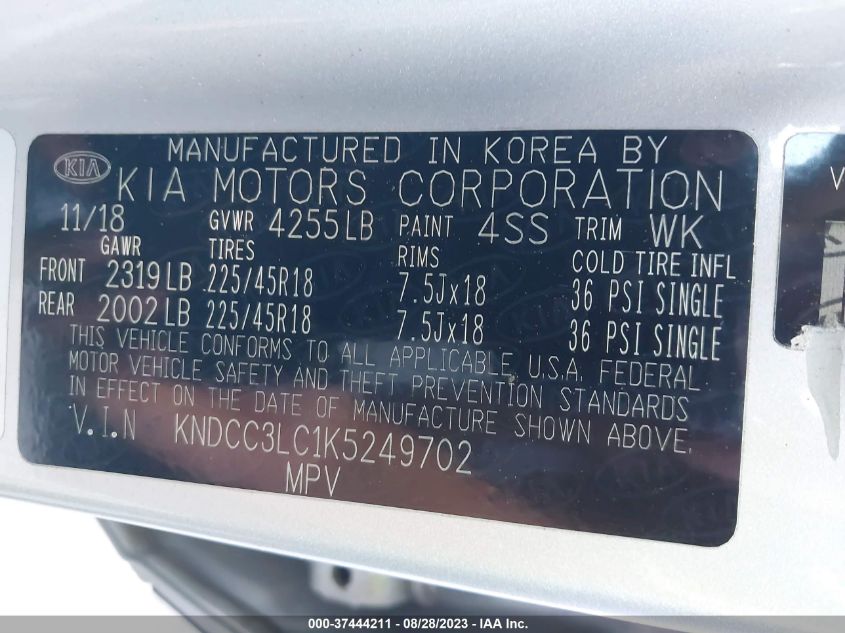 KIA
MANUFACTURED IN KOREA BY
KIA MOTORS CORPORATION
11/18 GVWR 4255LB PAINT 4SS TRIM WK
GAWR TIRES RIMS COLD TIRE INFL
FRONT 2319LB 225/45R18 7.5Jx18 36 PSI SINGLE
REAR 2002LB 225/45R18 7.5Jx18 36 PSI SINGLE
THIS VEHICLE CONFORMS TO ALL APPLICABLE U.S.A. FEDERAL
MOTOR VEHICLE SAFETY AND THEFT PREVENTION STANDARDS
IN EFFECT ON THE DATE OF MANUFACTURE SHOWN ABOVE.
V.I.N KNDCC3LC1K5249702
MPV
V
000-37444211 - 08/28/2023 - IAA Inc.